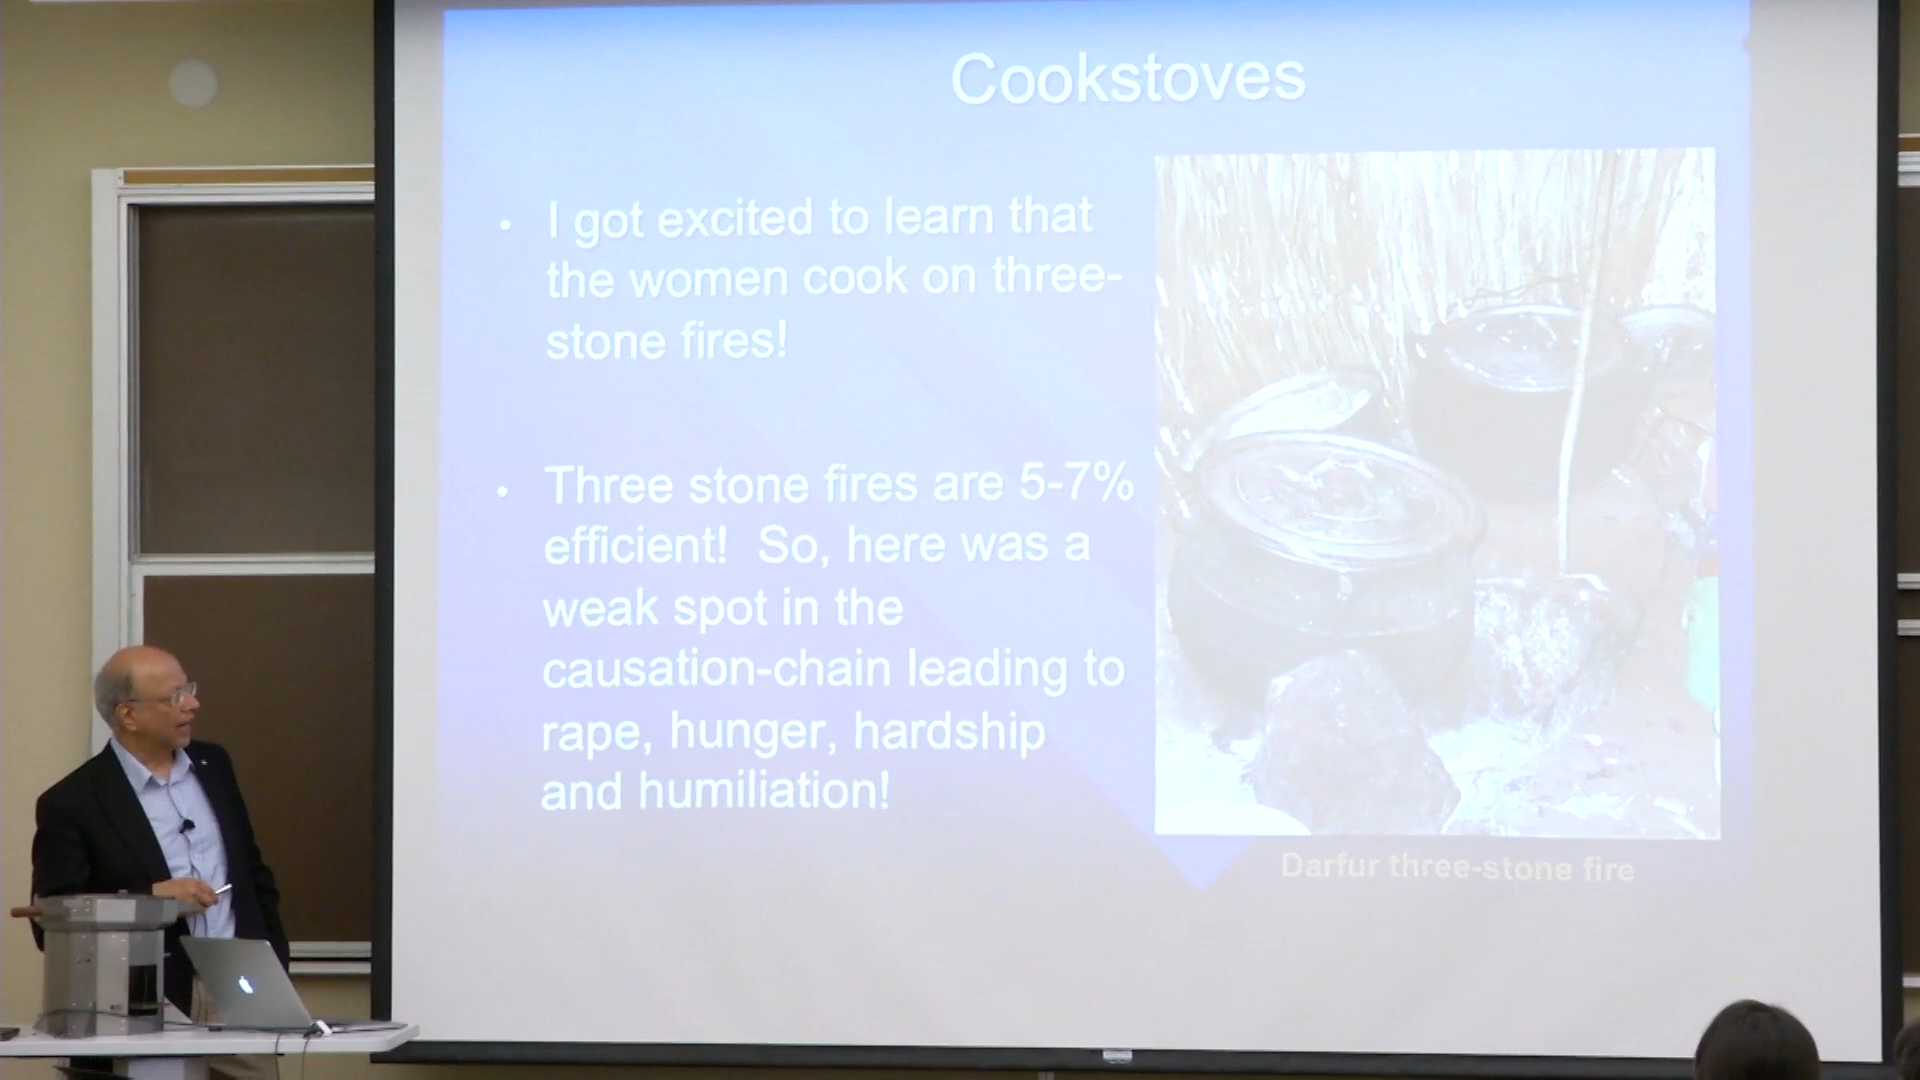 Cookstoves
• I got excited to learn that
the women cook on three-
stone fires!
• Three stone fires are 5-7%
efficient!  So, here was a
weak spot in the
causation-chain leading to
rape, hunger, hardship
and humiliation!
Darfur three-stone fire